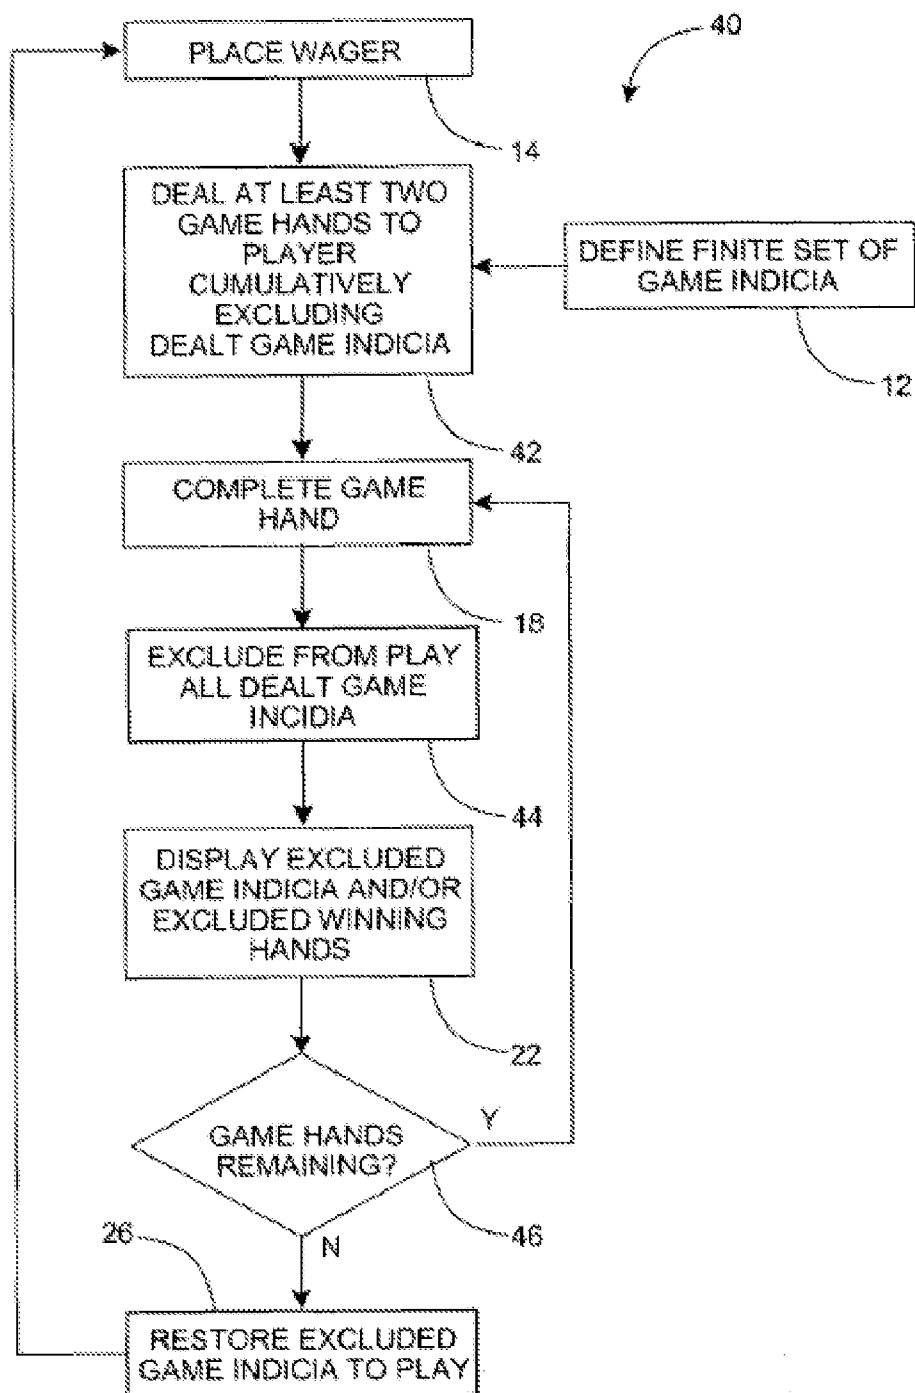 40
PLACE WAGER
14
DEAL AT LEAST TWO
GAME HANDS TO
PLAYER
CUMULATIVELY
EXCLUDING
DEALT GAME INDICIA
DEFINE FINITE SET OF
GAME INDICIA
12
42
COMPLETE GAME
HAND
18
EXCLUDE FROM PLAY
ALL DEALT GAME
INCIDIA
44
DISPLAY EXCLUDED
GAME INDICIA AND/OR
EXCLUDED WINNING
HANDS
22
Y
GAME HANDS
REMAINING?
46
26
N
RESTORE EXCLUDED
GAME INDICIA TO PLAY